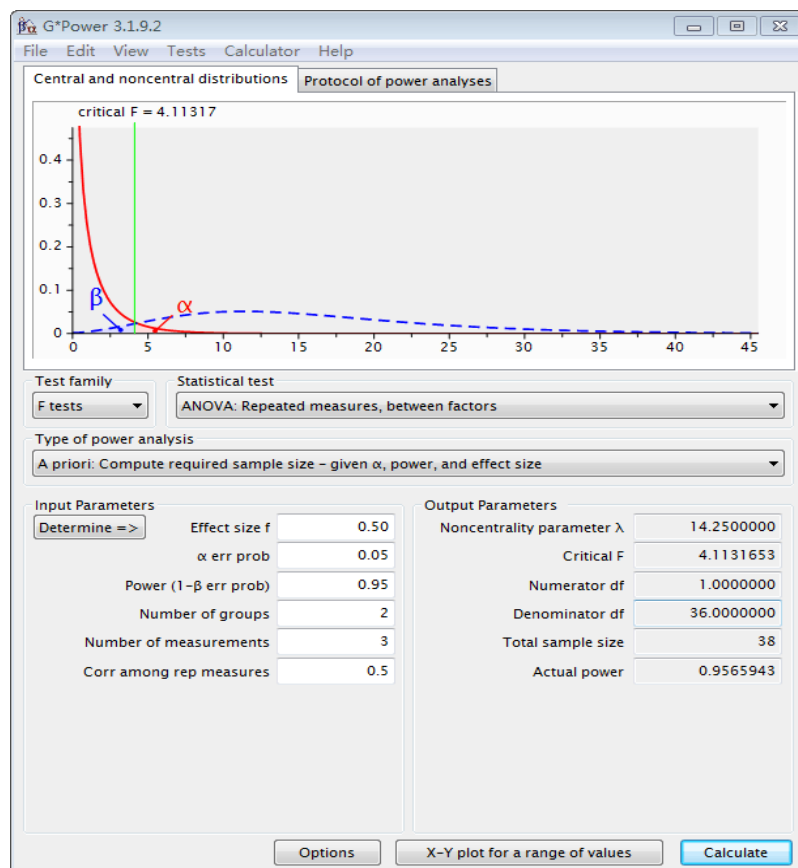 βα G*Power 3.1.9.2
File Edit View Tests Calculator Help
Central and noncentral distributions Protocol of power analyses
critical F = 4.11317
0.4
0.3
0.2
0.1
0
β
α
0 5 10 15 20 25 30 35 40 45
Test family Statistical test
F tests ANOVA: Repeated measures, between factors
Type of power analysis
A priori: Compute required sample size – given α, power, and effect size
Input Parameters Output Parameters
Determine => Effect size f 0.50 Noncentrality parameter λ 14.2500000
α err prob 0.05 Critical F 4.1131653
Power (1-β err prob) 0.95 Numerator df 1.0000000
Number of groups 2 Denominator df 36.0000000
Number of measurements 3 Total sample size 38
Corr among rep measures 0.5 Actual power 0.9565943
Options X-Y plot for a range of values Calculate